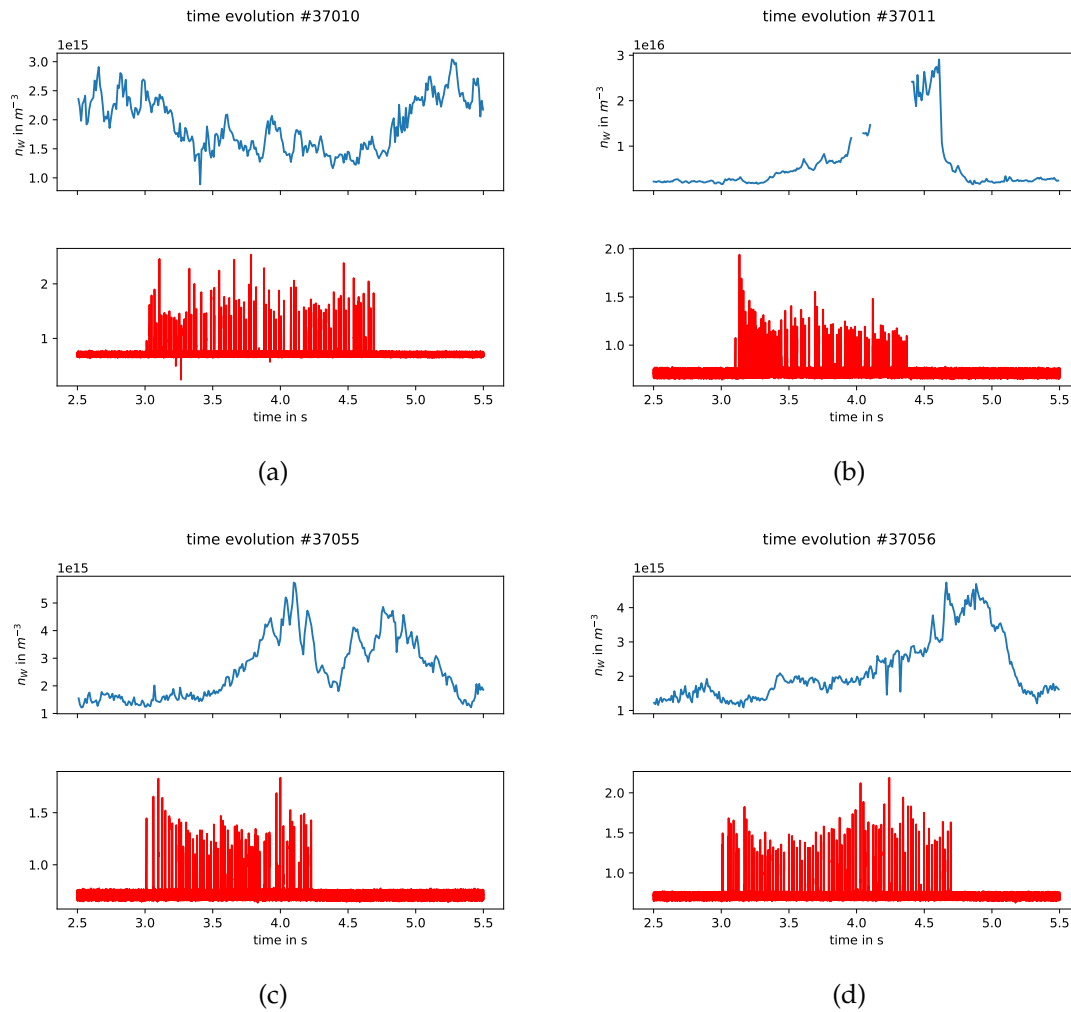 time evolution #37010
1e15
3.0
2.5
2.0
1.5
1.0
n_W in m^{-3}
2
1
2.5 3.0 3.5 4.0 4.5 5.0 5.5
time in s
(a)
time evolution #37011
1e16
3
2
1
n_W in m^{-3}
2.0
1.5
1.0
2.5 3.0 3.5 4.0 4.5 5.0 5.5
time in s
(b)
time evolution #37055
1e15
5
4
3
2
1
n_W in m^{-3}
1.5
1.0
2.5 3.0 3.5 4.0 4.5 5.0 5.5
time in s
(c)
time evolution #37056
1e15
4
3
2
1
n_W in m^{-3}
2.0
1.5
1.0
2.5 3.0 3.5 4.0 4.5 5.0 5.5
time in s
(d)